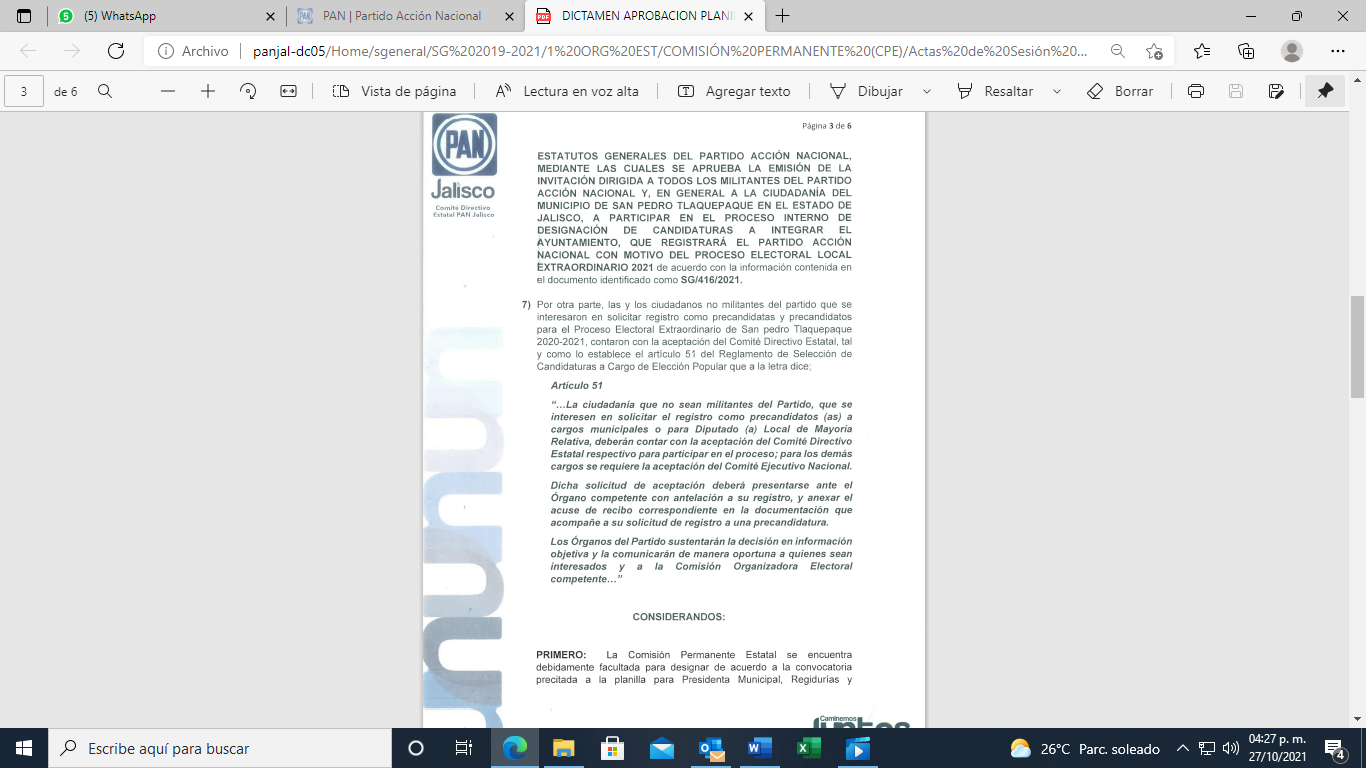 (5) WhatsApp
PAN | Partido Acción Nacional
DICTAMEN APROBACION PLANI
Archivo
panjal-dc05/Home/sgeneral/SG%202019-2021/1%20ORG%20EST/COMISIÓN%20PERMANENTE%20(CPE)/Actas%20de%20Sesión%20...
3
de 6
Vista de página
Lectura en voz alta
Agregar texto
Dibujar
Resaltar
Borrar
PAN
Jalisco
Comité Directivo
Estatal PAN Jalisco
Página 3 de 6
ESTATUTOS GENERALES DEL PARTIDO ACCIÓN NACIONAL,
MEDIANTE LAS CUALES SE APRUEBA LA EMISIÓN DE LA
INVITACIÓN DIRIGIDA A TODOS LOS MILITANTES DEL PARTIDO
ACCIÓN NACIONAL Y, EN GENERAL A LA CIUDADANÍA DEL
MUNICIPIO DE SAN PEDRO TLAQUEPAQUE EN EL ESTADO DE
JALISCO, A PARTICIPAR EN EL PROCESO INTERNO DE
DESIGNACIÓN DE CANDIDATURAS A INTEGRAR EL
AYUNTAMIENTO, QUE REGISTRARÁ EL PARTIDO ACCIÓN
NACIONAL CON MOTIVO DEL PROCESO ELECTORAL LOCAL
EXTRAORDINARIO 2021 de acuerdo con la información contenida en
el documento identificado como SG/416/2021.
7) Por otra parte, las y los ciudadanos no militantes del partido que se
interesaron en solicitar registro como precandidatas y precandidatos
para el Proceso Electoral Extraordinario de San pedro Tlaquepaque
2020-2021, contaron con la aceptación del Comité Directivo Estatal, tal
y como lo establece el artículo 51 del Reglamento de Selección de
Candidaturas a Cargo de Elección Popular que a la letra dice;
Artículo 51
“…La ciudadanía que no sean militantes del Partido, que se
interesen en solicitar el registro como precandidatos (as) a
cargos municipales o para Diputado (a) Local de Mayoría
Relativa, deberán contar con la aceptación del Comité Directivo
Estatal respectivo para participar en el proceso; para los demás
cargos se requiere la aceptación del Comité Ejecutivo Nacional.
Dicha solicitud de aceptación deberá presentarse ante el
Órgano competente con antelación a su registro, y anexar el
acuse de recibo correspondiente en la documentación que
acompañe a su solicitud de registro a una precandidatura.
Los Órganos del Partido sustentarán la decisión en información
objetiva y la comunicarán de manera oportuna a quienes sean
interesados y a la Comisión Organizadora Electoral
competente…”
CONSIDERANDOS:
PRIMERO: La Comisión Permanente Estatal se encuentra
debidamente facultada para designar de acuerdo a la convocatoria
precitada a la planilla para Presidenta Municipal, Regidurías y
Caminemos
Juntos
Escribe aquí para buscar
26°C Parc. soleado
04:27 p. m.
27/10/2021
4